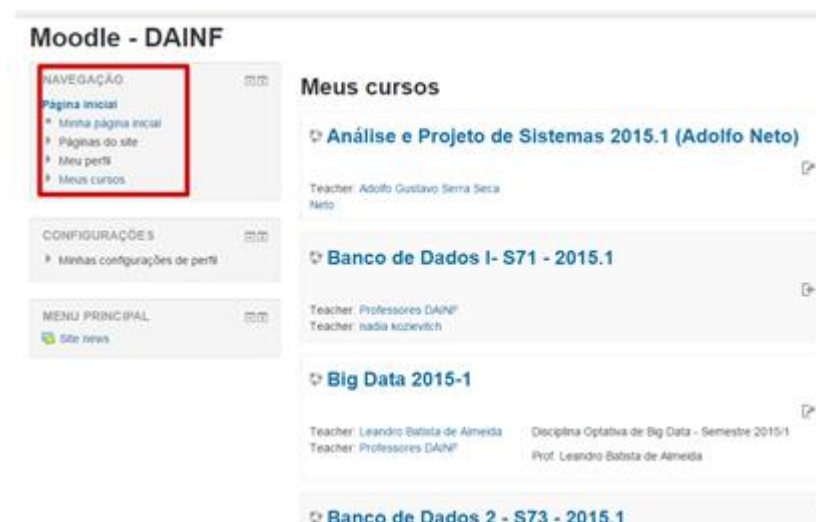 Moodle - DAINF
NAVEGAÇÃO
Página inicial
Minha página inicial
Páginas do site
Meu perfil
Meus cursos
CONFIGURAÇÕES
Minhas configurações de perfil
MENU PRINCIPAL
Site news
Meus cursos
Análise e Projeto de Sistemas 2015.1 (Adolfo Neto)
Teacher: Adolfo Gustavo Serra Seca
Neto
Banco de Dados I- S71 - 2015.1
Teacher: Professores DAINF
Teacher: nadia kozievitch
Big Data 2015-1
Teacher: Leandro Batista de Almeida
Teacher: Professores DAINF
Disciplina Optativa de Big Data - Semestre 2015/1
Prof. Leandro Batista de Almeida
Banco de Dados 2 - S73 - 2015.1